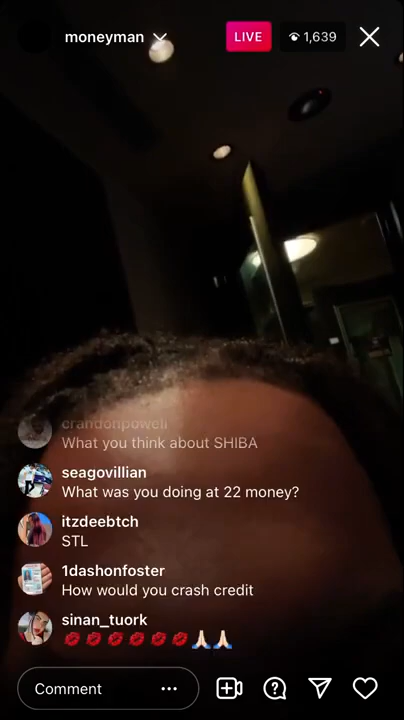 moneyman
LIVE
1,639
crandonpowell
What you think about SHIBA
seagovillian
What was you doing at 22 money?
itzdeebtch
STL
1dashonfoster
How would you crash credit
sinan_tuork
💋💋💋💋💋💋🙏🏻🙏🏻
Comment